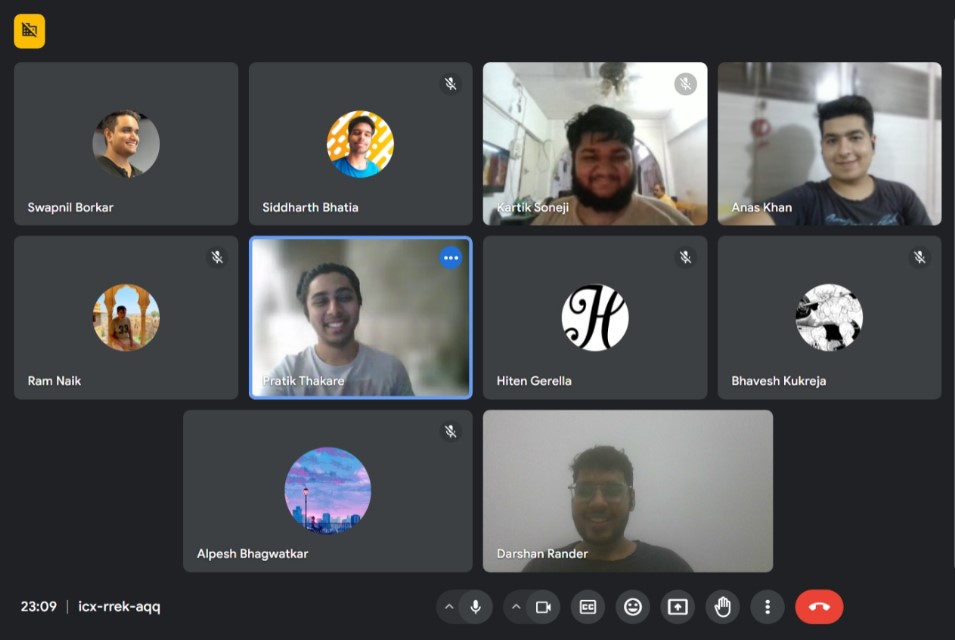 Swapnil Borkar
Siddharth Bhatia
Kartik Soneji
Anas Khan
Ram Naik
Pratik Thakare
H
Hiten Gerella
Bhavesh Kukreja
Alpesh Bhagwatkar
Darshan Rander
23:09 | icx-rrek-aqq
CC